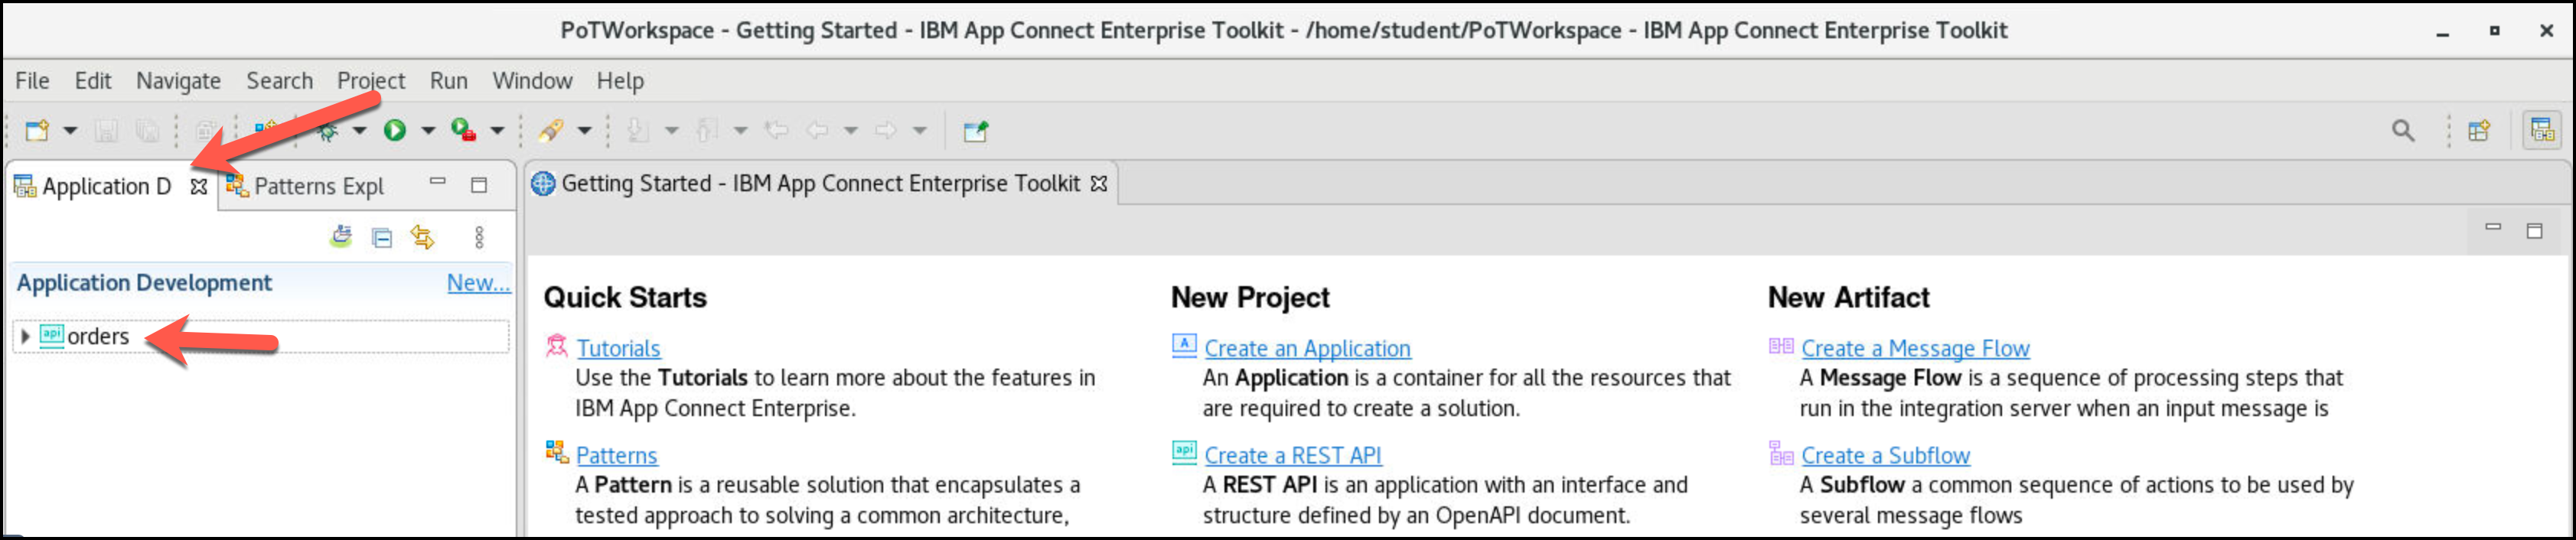 PoTWorkspace - Getting Started - IBM App Connect Enterprise Toolkit - /home/student/PoTWorkspace - IBM App Connect Enterprise Toolkit
File Edit Navigate Search Project Run Window Help
Application D Patterns Expl
Getting Started - IBM App Connect Enterprise Toolkit
Application Development New...
api orders
Quick Starts
Tutorials
Use the Tutorials to learn more about the features in
IBM App Connect Enterprise.
Patterns
A Pattern is a reusable solution that encapsulates a
tested approach to solving a common architecture,
New Project
A Create an Application
An Application is a container for all the resources that
are required to create a solution.
api Create a REST API
A REST API is an application with an interface and
structure defined by an OpenAPI document.
New Artifact
Create a Message Flow
A Message Flow is a sequence of processing steps that
run in the integration server when an input message is
Create a Subflow
A Subflow a common sequence of actions to be used by
several message flows